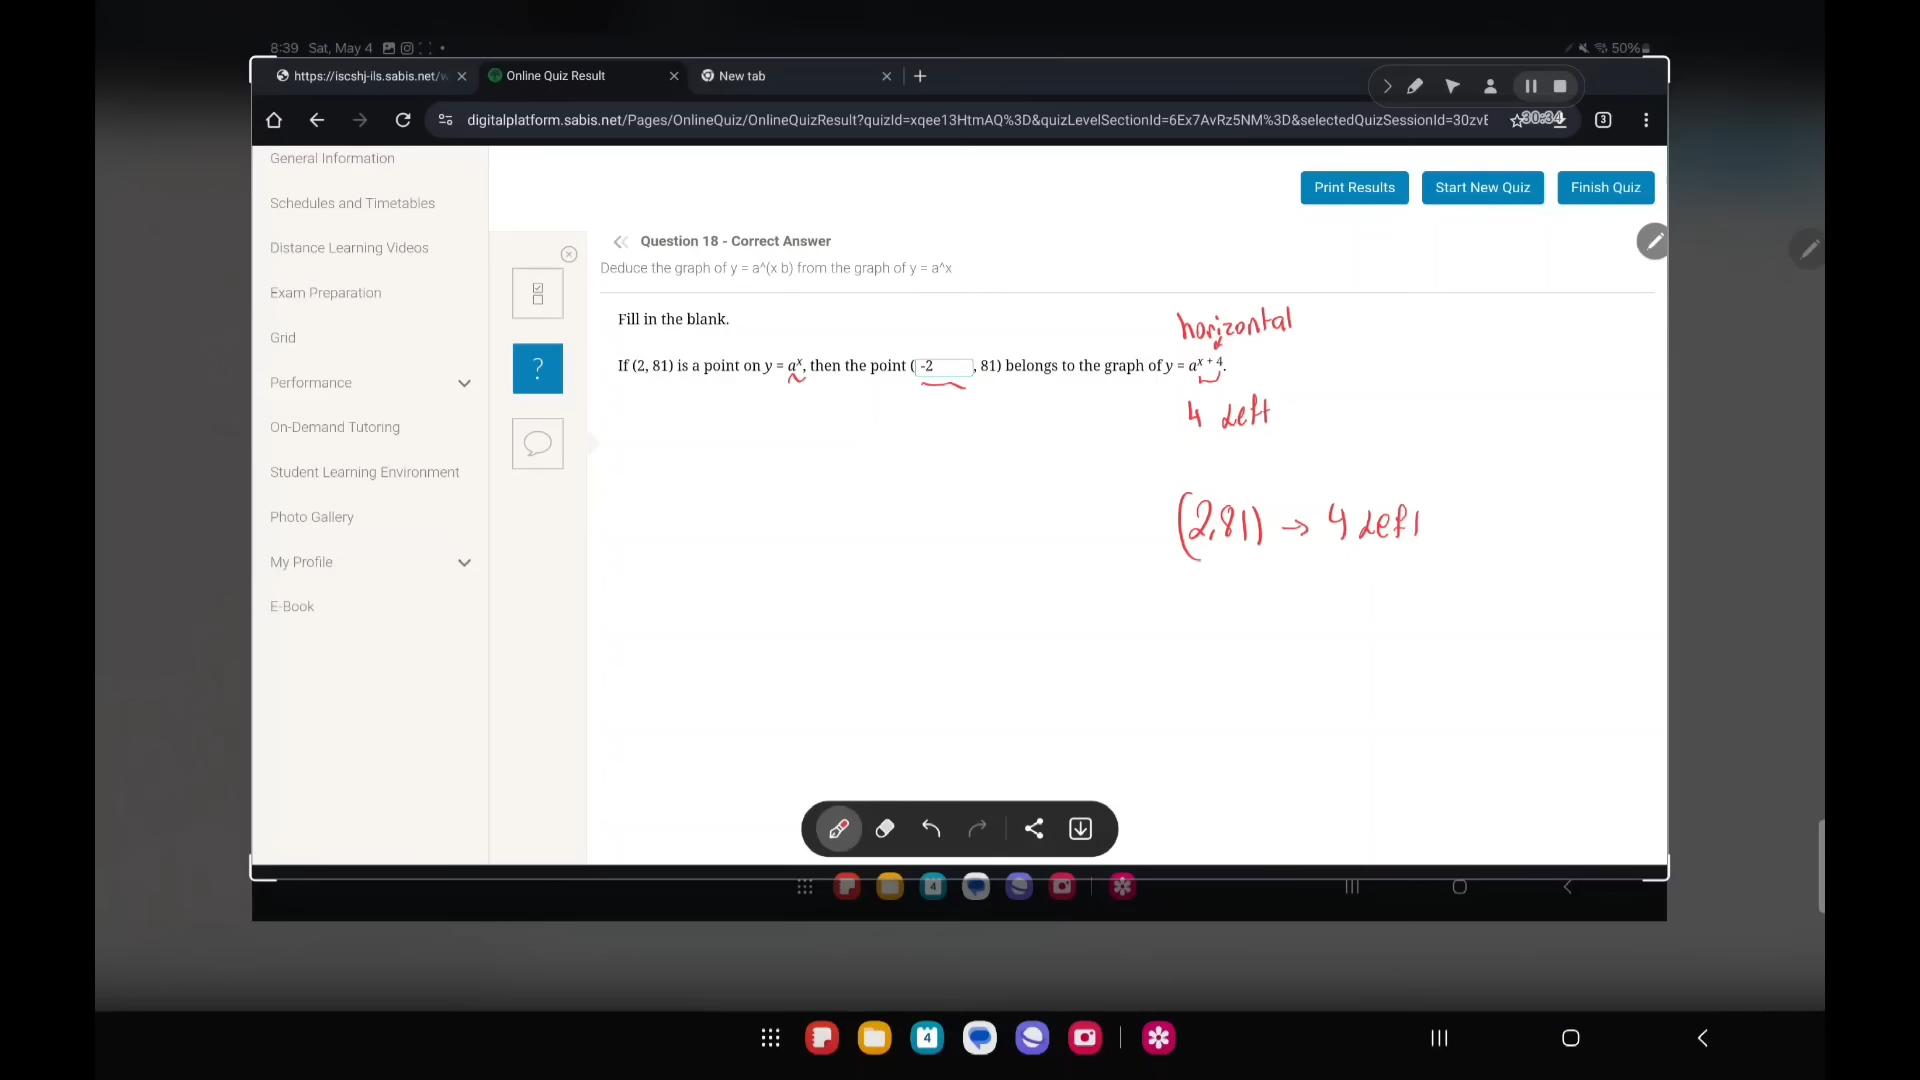 8:39 Sat, May 4
50%
https://iscshj-ils.sabis.net/w
Online Quiz Result
New tab
digitalplatform.sabis.net/Pages/OnlineQuiz/OnlineQuizResult?quizId=xqee13HtmAQ%3D&quizLevelSectionId=6Ex7AvRz5NM%3D&selectedQuizSessionId=30zvE
30:34
3
General Information
Schedules and Timetables
Distance Learning Videos
Exam Preparation
Grid
Performance
On-Demand Tutoring
Student Learning Environment
Photo Gallery
My Profile
E-Book
Print Results
Start New Quiz
Finish Quiz
?
Question 18 - Correct Answer
Deduce the graph of y = a^(x b) from the graph of y = a^x
Fill in the blank.
horizontal
If (2, 81) is a point on y = aˣ, then the point ( -2 , 81) belongs to the graph of y = aˣ ⁺ ⁴.
4 Left
(2,81) → 4 Left
4
4